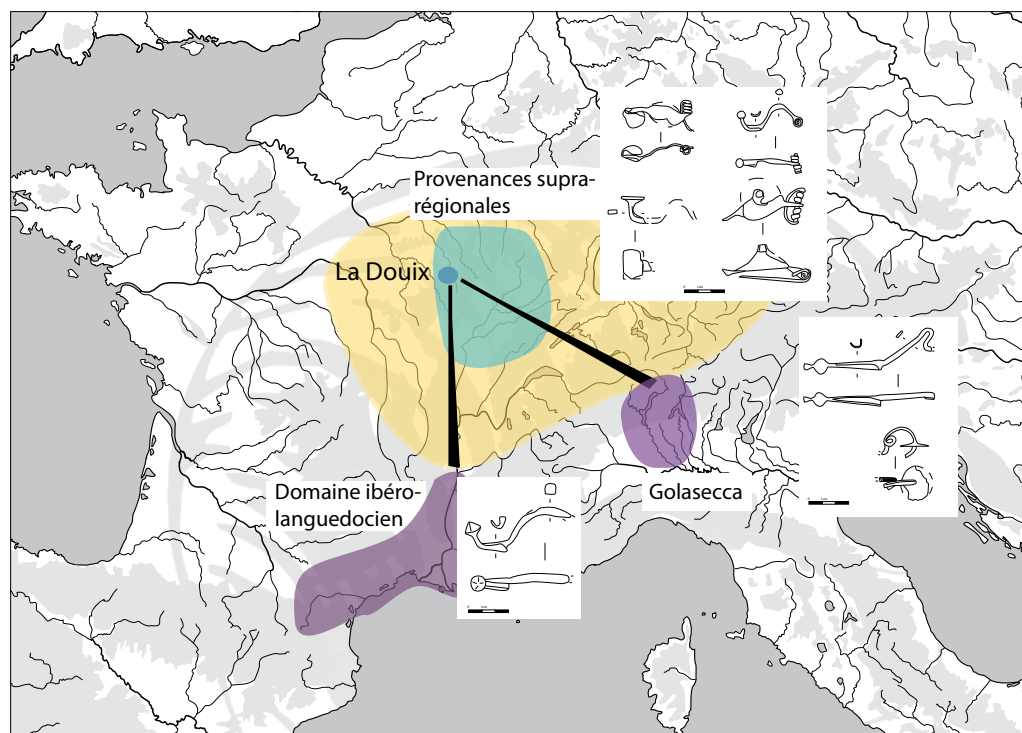 Provenances supra-
régionales
La Douix
Domaine ibéro-
languedocien
Golasecca